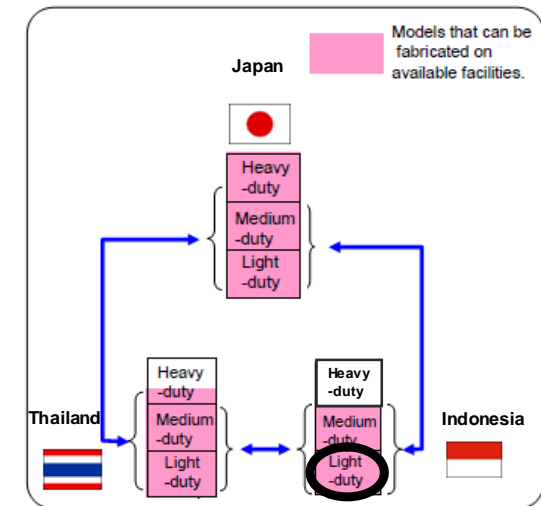 Models that can be
fabricated on
available facilities.
Japan
Heavy
-duty
Medium
-duty
Light
-duty
Thailand
Heavy
-duty
Medium
-duty
Light
-duty
Heavy
-duty
Medium
-duty
Light
-duty
Indonesia